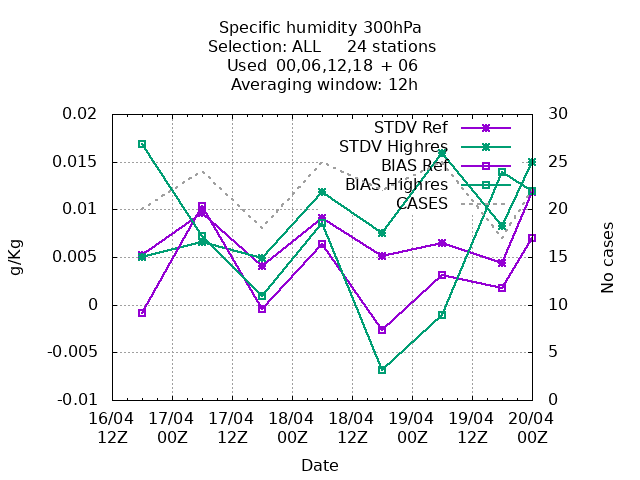 Specific humidity 300hPa
Selection: ALL 24 stations
Used 00,06,12,18 + 06
Averaging window: 12h
0.02
0.015
0.01
0.005
0
-0.005
-0.01
g/Kg
30
25
20
15
10
5
0
No cases
STDV Ref
STDV Highres
BIAS Ref
BIAS Highres
CASES
16/04 12Z
17/04 00Z
17/04 12Z
18/04 00Z
18/04 12Z
19/04 00Z
19/04 12Z
20/04 00Z
Date